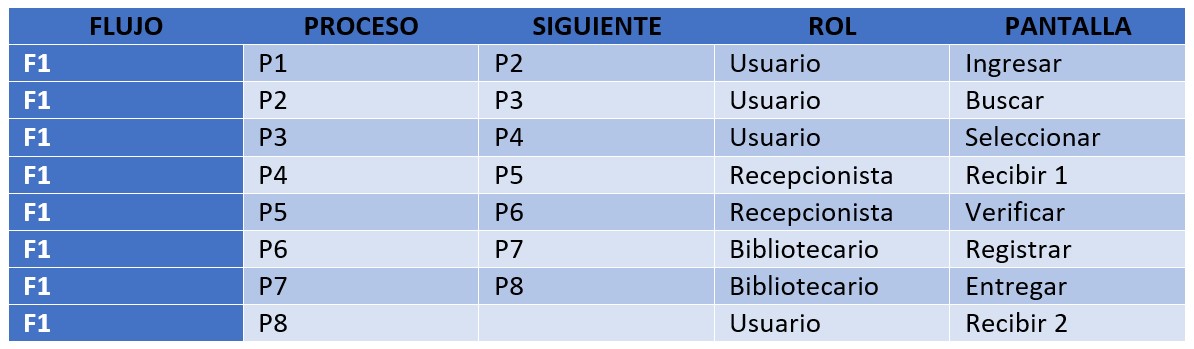 FLUJO PROCESO SIGUIENTE ROL PANTALLA
F1 P1 P2 Usuario Ingresar
F1 P2 P3 Usuario Buscar
F1 P3 P4 Usuario Seleccionar
F1 P4 P5 Recepcionista Recibir 1
F1 P5 P6 Recepcionista Verificar
F1 P6 P7 Bibliotecario Registrar
F1 P7 P8 Bibliotecario Entregar
F1 P8 Usuario Recibir 2